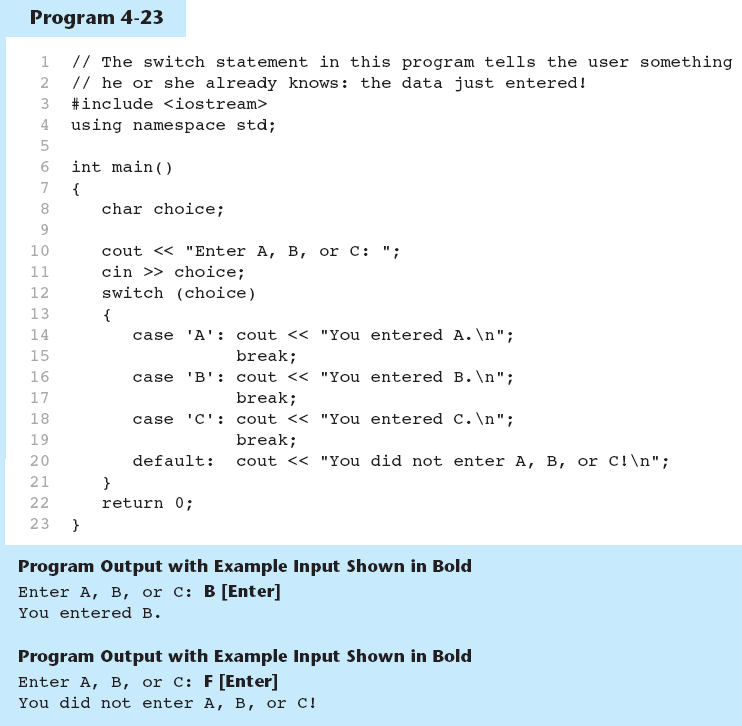 Program 4-23
1 // The switch statement in this program tells the user something
2 // he or she already knows: the data just entered!
3 #include <iostream>
4 using namespace std;
5
6 int main()
7 {
8    char choice;
9
10    cout << "Enter A, B, or C: ";
11    cin >> choice;
12    switch (choice)
13    {
14       case 'A': cout << "You entered A.\n";
15                 break;
16       case 'B': cout << "You entered B.\n";
17                 break;
18       case 'C': cout << "You entered C.\n";
19                 break;
20       default:  cout << "You did not enter A, B, or C!\n";
21    }
22    return 0;
23 }
Program Output with Example Input Shown in Bold
Enter A, B, or C: B [Enter]
You entered B.
Program Output with Example Input Shown in Bold
Enter A, B, or C: F [Enter]
You did not enter A, B, or C!